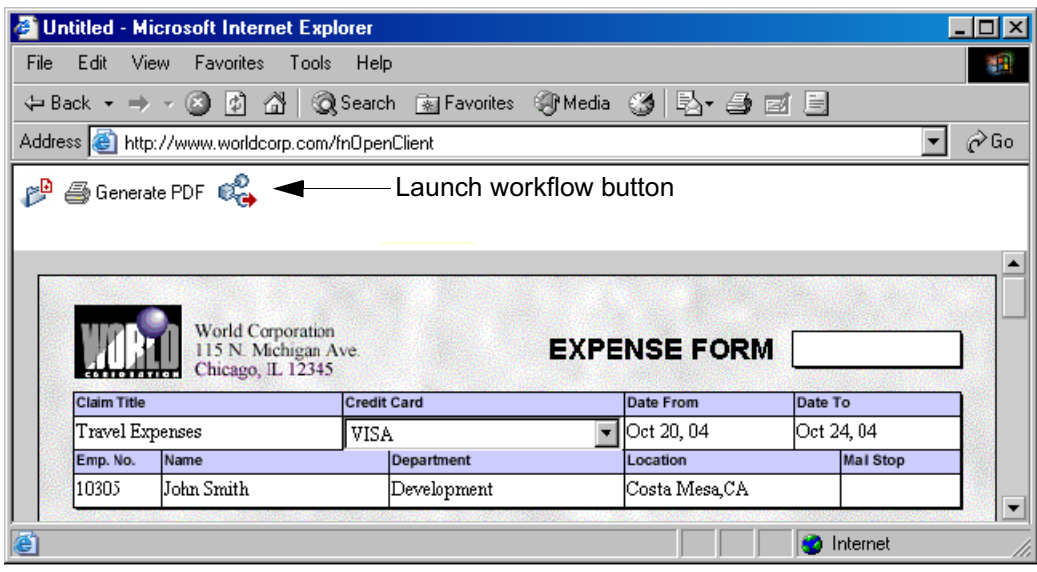 Untitled - Microsoft Internet Explorer
File Edit View Favorites Tools Help
Back Search Favorites Media
Address http://www.worldcorp.com/fnOpenClient Go
Generate PDF Launch workflow button
WORLD
CORPORATION
World Corporation
115 N. Michigan Ave.
Chicago, IL 12345
EXPENSE FORM
Claim Title Credit Card Date From Date To
Travel Expenses VISA Oct 20, 04 Oct 24, 04
Emp. No. Name Department Location Mail Stop
10305 John Smith Development Costa Mesa,CA
Internet